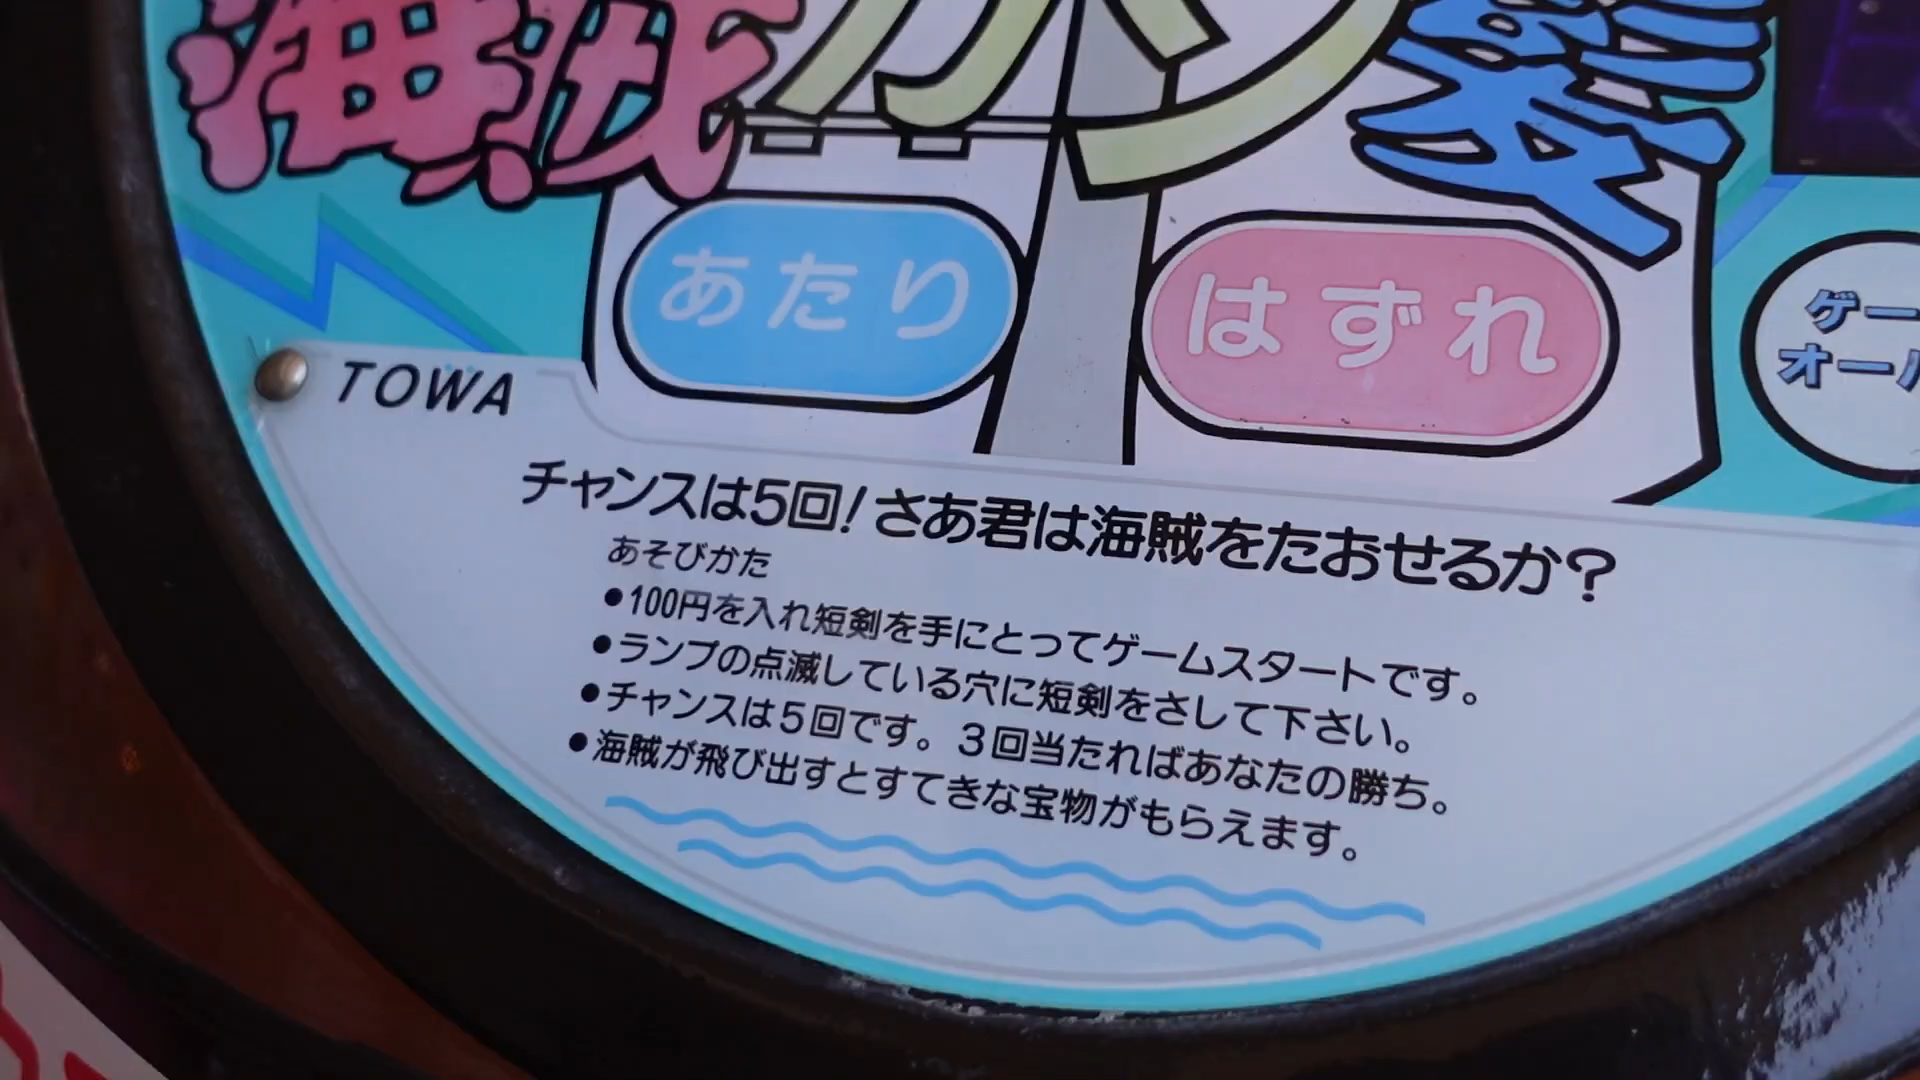 海賊
あたり
はずれ
TOWA
チャンスは5回!さあ君は海賊をたおせるか?
あそびかた
●100円を入れ短剣を手にとってゲームスタートです。
●ランプの点滅している穴に短剣をさして下さい。
●チャンスは5回です。3回当たればあなたの勝ち。
●海賊が飛び出すとすてきな宝物がもらえます。